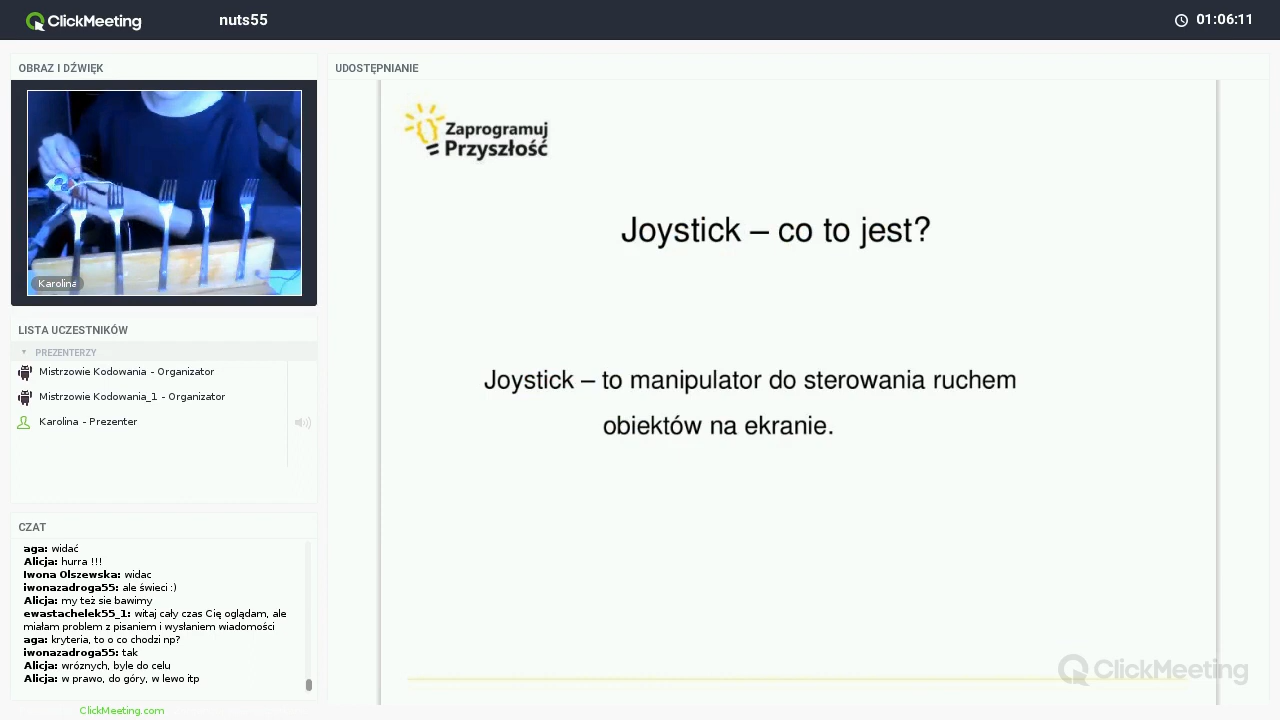 ClickMeeting
nuts55
01:06:11
OBRAZ I DŹWIĘK
UDOSTĘPNIANIE
Karolina
Zaprogramuj
Przyszłość
Joystick – co to jest?
Joystick – to manipulator do sterowania ruchem
obiektów na ekranie.
LISTA UCZESTNIKÓW
PREZENTERZY
Mistrzowie Kodowania - Organizator
Mistrzowie Kodowania_1 - Organizator
Karolina - Prezenter
CZAT
aga: widać
Alicja: hurra !!!
Iwona Olszewska: widac
iwonazadroga55: ale świeci :)
Alicja: my też sie bawimy
ewastachelek55_1: witaj cały czas Cię oglądam, ale
miałam problem z pisaniem i wysłaniem wiadomości
aga: kryteria, to o co chodzi np?
iwonazadroga55: tak
Alicja: wróznych, byle do celu
Alicja: w prawo, do góry, w lewo itp
ClickMeeting
ClickMeeting.com